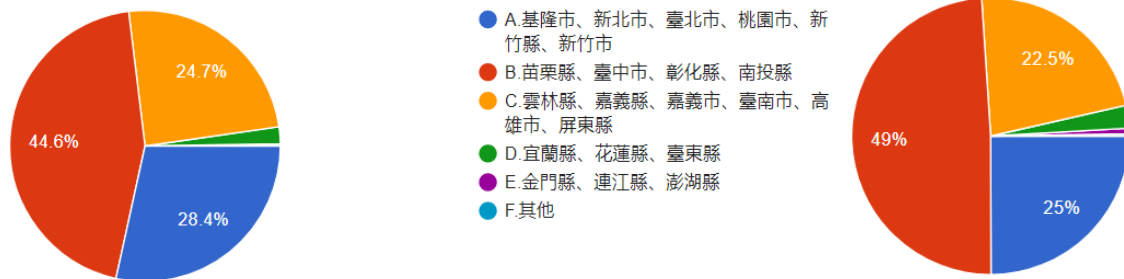 24.7%
44.6%
28.4%
A.基隆市、新北市、臺北市、桃園市、新
竹縣、新竹市
B.苗栗縣、臺中市、彰化縣、南投縣
C.雲林縣、嘉義縣、嘉義市、臺南市、高
雄市、屏東縣
D.宜蘭縣、花蓮縣、臺東縣
E.金門縣、連江縣、澎湖縣
F.其他
22.5%
49%
25%